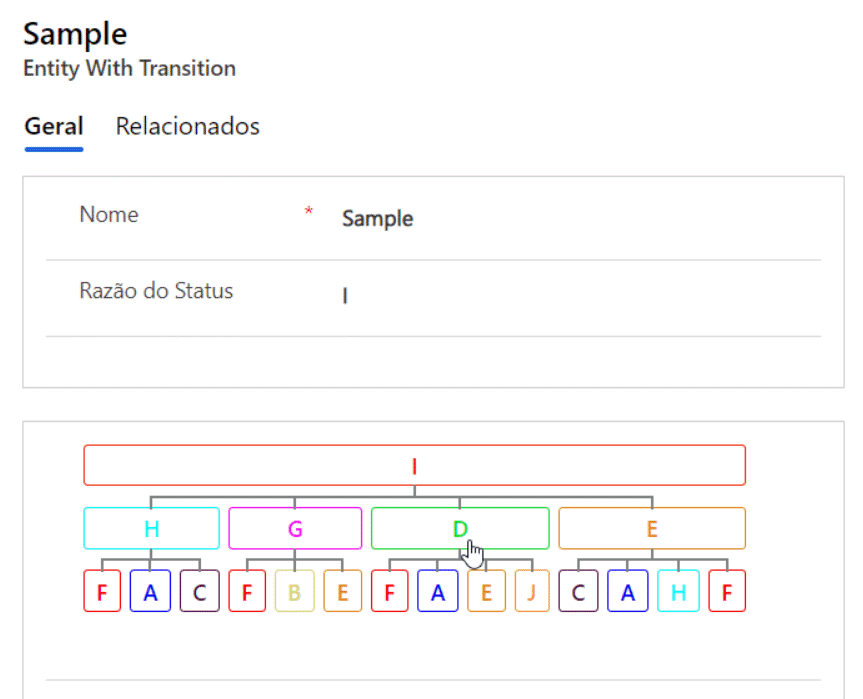 Sample
Entity With Transition
Geral Relacionados
Nome * Sample
Razão do Status I
I
H G D E
F A C F B E F A E J C A H F